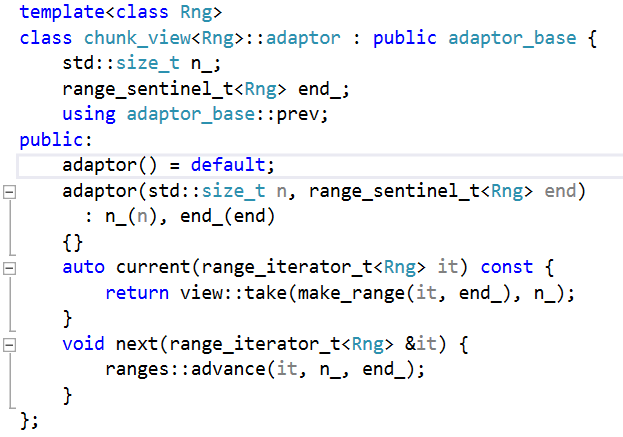 template<class Rng>
class chunk_view<Rng>::adaptor : public adaptor_base {
    std::size_t n_;
    range_sentinel_t<Rng> end_;
    using adaptor_base::prev;
public:
    adaptor() = default;
    adaptor(std::size_t n, range_sentinel_t<Rng> end)
      : n_(n), end_(end)
    {}
    auto current(range_iterator_t<Rng> it) const {
        return view::take(make_range(it, end_), n_);
    }
    void next(range_iterator_t<Rng> &it) {
        ranges::advance(it, n_, end_);
    }
};